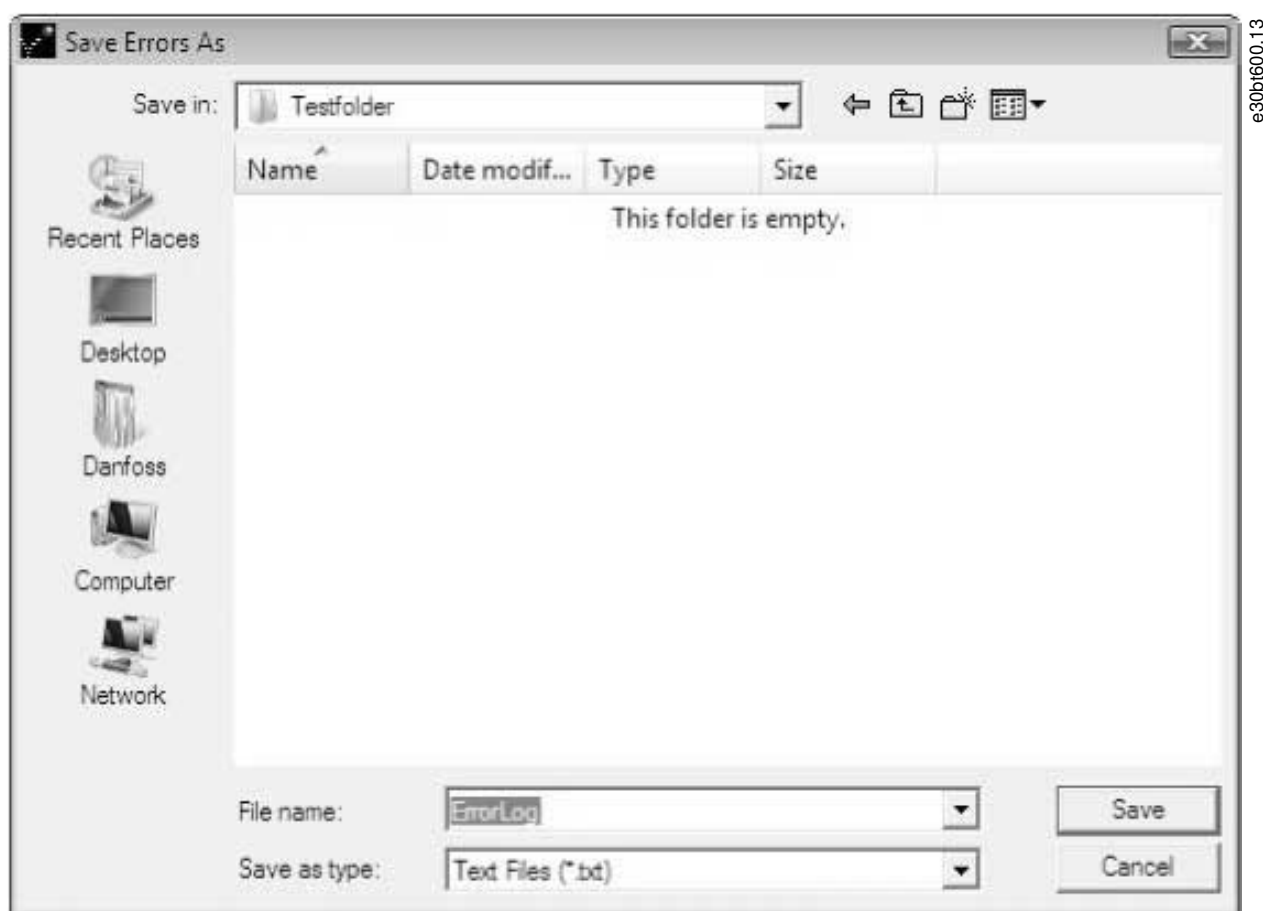 Save Errors As
e30bt600.13
Save in:
Testfolder
Name
Date modif...
Type
Size
This folder is empty.
Recent Places
Desktop
Danfoss
Computer
Network
File name:
ErrorLog
Save
Save as type:
Text Files (*.txt)
Cancel